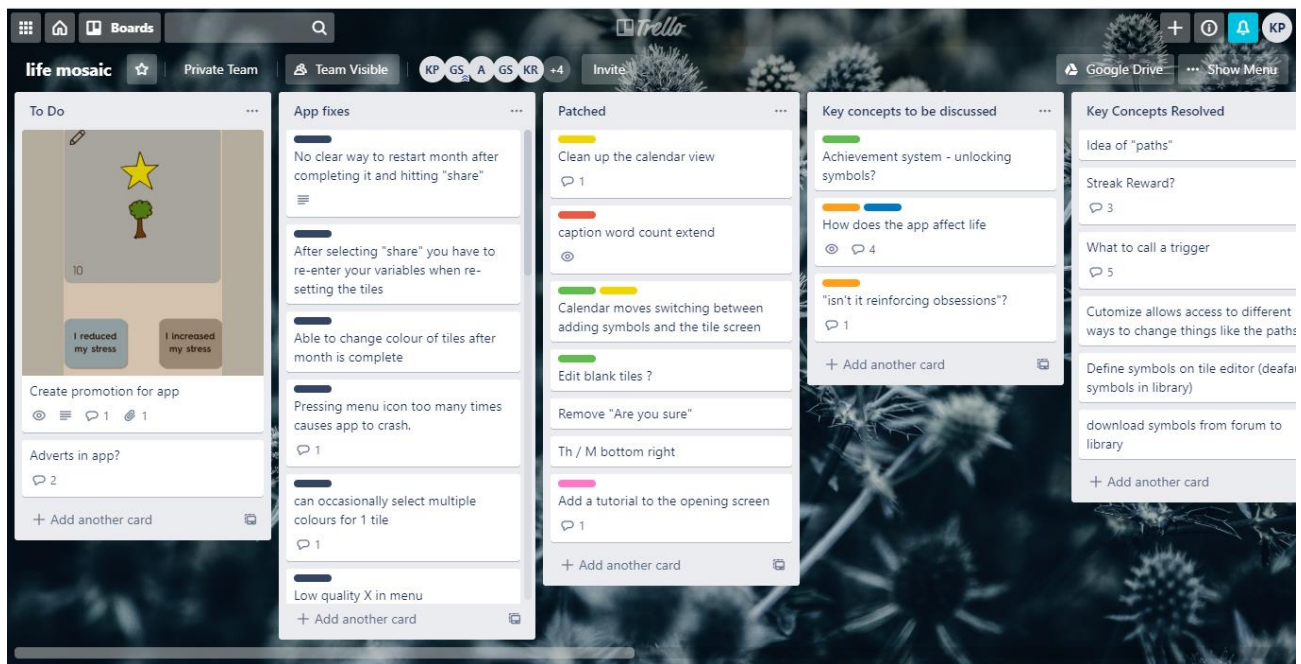 Boards
Trello
KP
life mosaic
Private Team
Team Visible
KP GS A GS KR +4
Invite
Google Drive
··· Show Menu
To Do
10
I reduced
my stress
I increased
my stress
Create promotion for app
1 1
Adverts in app?
2
+ Add another card
App fixes
No clear way to restart month after
completing it and hitting "share"
After selecting "share" you have to
re-enter your variables when re-
setting the tiles
Able to change colour of tiles after
month is complete
Pressing menu icon too many times
causes app to crash.
1
can occasionally select multiple
colours for 1 tile
1
Low quality X in menu
+ Add another card
Patched
Clean up the calendar view
1
caption word count extend
Calendar moves switching between
adding symbols and the tile screen
Edit blank tiles ?
Remove "Are you sure"
Th / M bottom right
Add a tutorial to the opening screen
1
+ Add another card
Key concepts to be discussed
Achievement system - unlocking
symbols?
How does the app affect life
4
"isn't it reinforcing obsessions"?
1
+ Add another card
Key Concepts Resolved
Idea of "paths"
Streak Reward?
3
What to call a trigger
5
Cutomize allows access to different
ways to change things like the paths
Define symbols on tile editor (deafau
symbols in library)
download symbols from forum to
library
+ Add another card